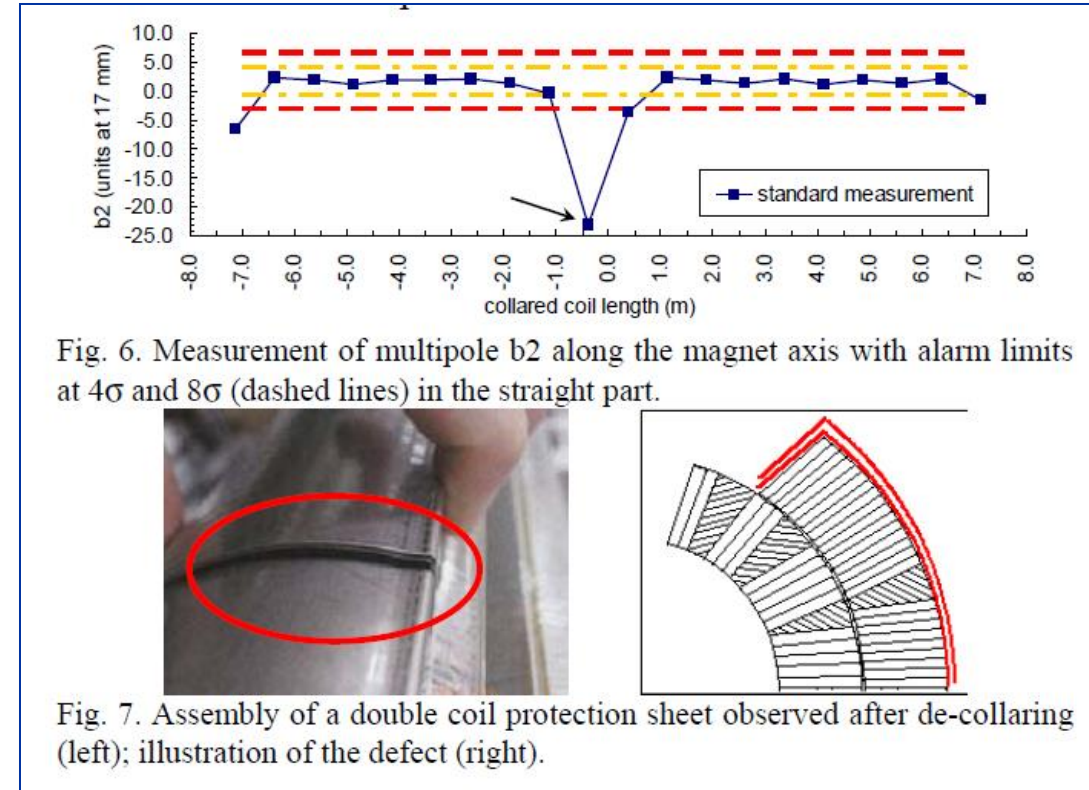 10.0
5.0
0.0
-5.0
-10.0
-15.0
-20.0
-25.0
b2 (units at 17 mm)
standard measurement
-8.0 -7.0 -6.0 -5.0 -4.0 -3.0 -2.0 -1.0 0.0 1.0 2.0 3.0 4.0 5.0 6.0 7.0 8.0
collared coil length (m)
Fig. 6. Measurement of multipole b2 along the magnet axis with alarm limits
at 4σ and 8σ (dashed lines) in the straight part.
Fig. 7. Assembly of a double coil protection sheet observed after de-collaring
(left); illustration of the defect (right).